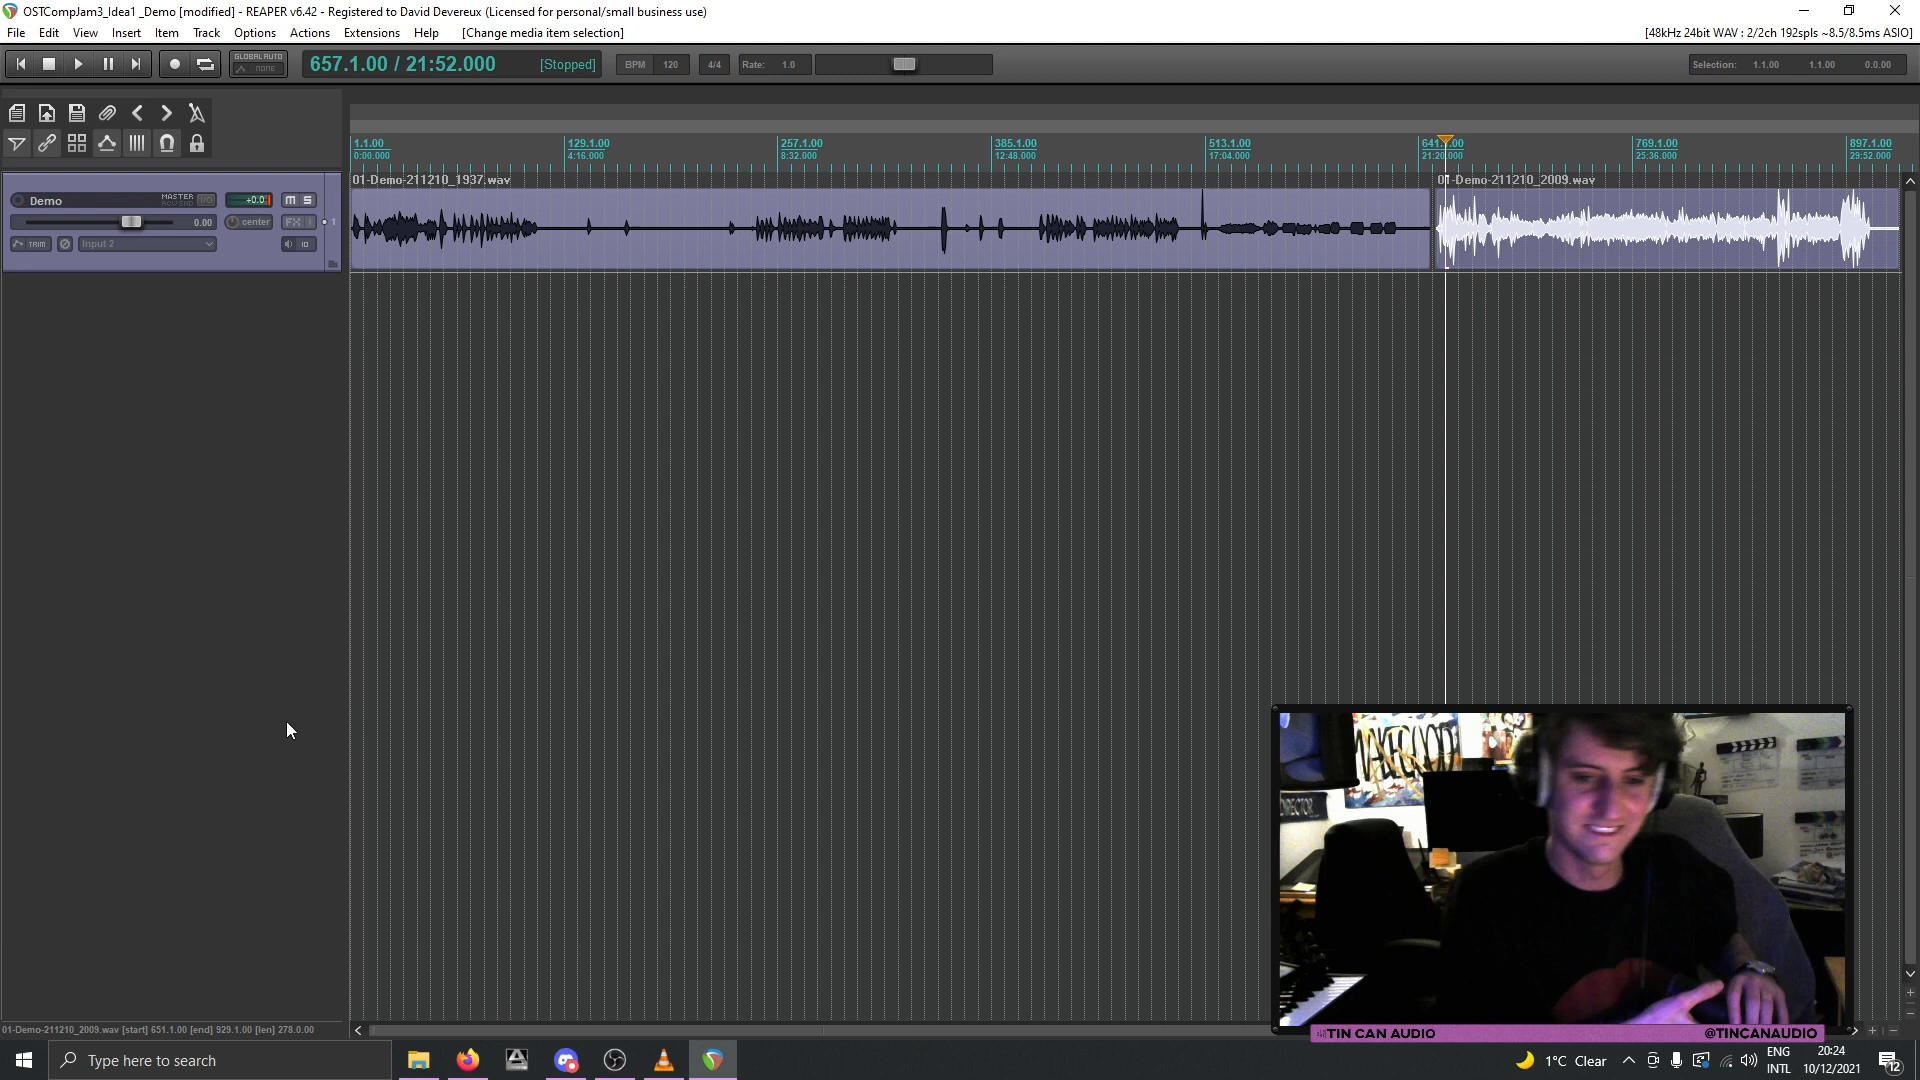 OSTCompJam3_Idea1 _Demo [modified] - REAPER v6.42 - Registered to David Devereux (Licensed for personal/small business use)
File Edit View Insert Item Track Options Actions Extensions Help [Change media item selection]
[48kHz 24bit WAV : 2/2ch 192spls ~8.5/8.5ms ASIO]
GLOBAL AUTO
NONE
657.1.00 / 21:52.000 [Stopped]
BPM 120 4/4 Rate: 1.0
Selection: 1.1.00 1.1.00 0.0.00
1.1.00 129.1.00 257.1.00 385.1.00 513.1.00 769.1.00 897.1.00
0:00.000 4:16.000 8:32.000 12:48.000 17:04.000 25:36.000 29:52.000
01-Demo-211210_1937.wav 01-Demo-211210_2009.wav
Demo MASTER I/O +0.0 M S
0.00 center FX 1
TRIM Input 2
MAKE GOOD
DIRECTOR
01-Demo-211210_2009.wav [start] 651.1.00 [end] 929.1.00 [len] 278.0.00
TIN CAN AUDIO @TINCANAUDIO
Type here to search
1°C Clear
ENG
INTL
20:24
10/12/2021
12